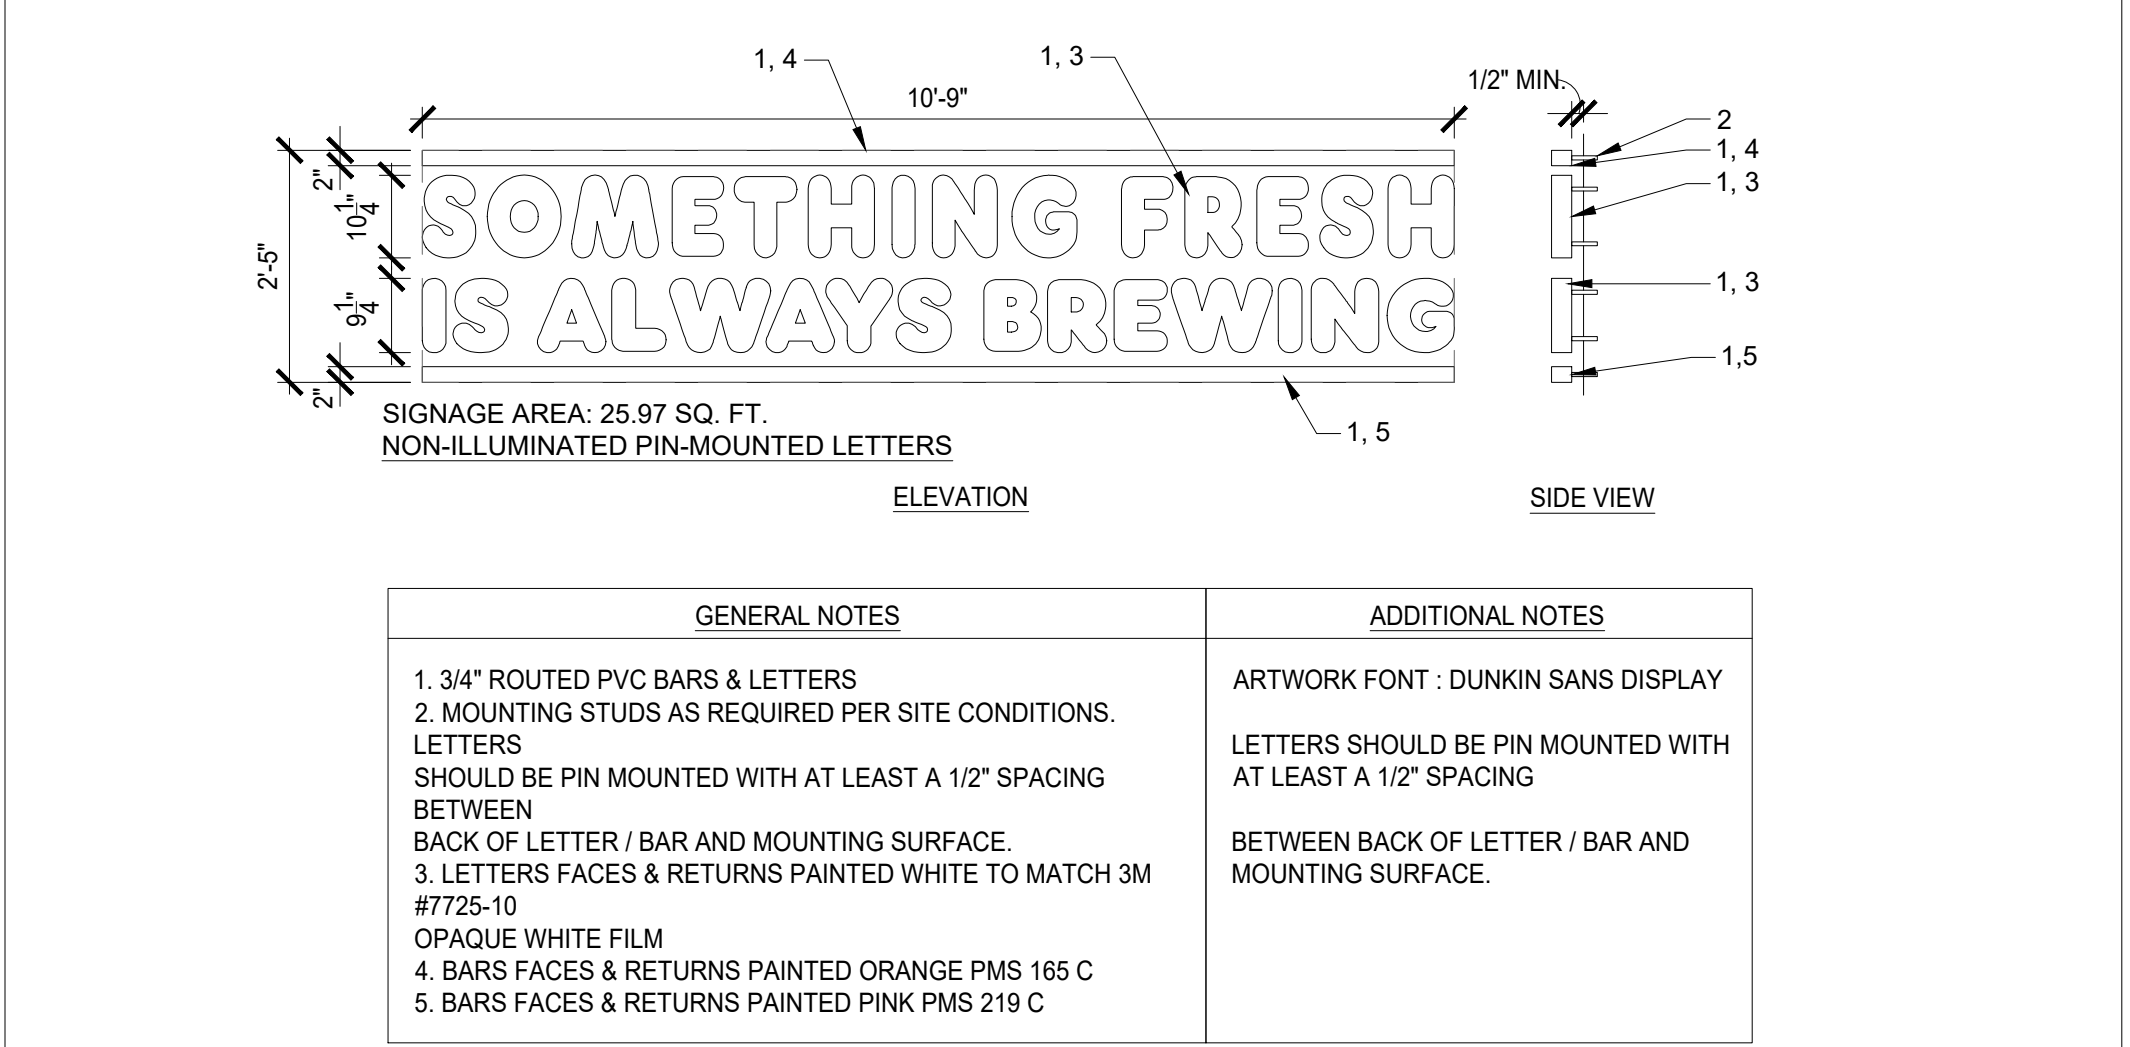 1, 4
1, 3
10'-9"
1/2" MIN.
2
1, 4
1, 3
1, 3
1,5
2"
10 1/4"
2'-5"
9 1/4"
2"
SOMETHING FRESH
IS ALWAYS BREWING
SIGNAGE AREA: 25.97 SQ. FT.
NON-ILLUMINATED PIN-MOUNTED LETTERS
1, 5
ELEVATION
SIDE VIEW
GENERAL NOTES
1. 3/4" ROUTED PVC BARS & LETTERS
2. MOUNTING STUDS AS REQUIRED PER SITE CONDITIONS.
LETTERS
SHOULD BE PIN MOUNTED WITH AT LEAST A 1/2" SPACING
BETWEEN
BACK OF LETTER / BAR AND MOUNTING SURFACE.
3. LETTERS FACES & RETURNS PAINTED WHITE TO MATCH 3M
#7725-10
OPAQUE WHITE FILM
4. BARS FACES & RETURNS PAINTED ORANGE PMS 165 C
5. BARS FACES & RETURNS PAINTED PINK PMS 219 C
ADDITIONAL NOTES
ARTWORK FONT : DUNKIN SANS DISPLAY
LETTERS SHOULD BE PIN MOUNTED WITH
AT LEAST A 1/2" SPACING
BETWEEN BACK OF LETTER / BAR AND
MOUNTING SURFACE.